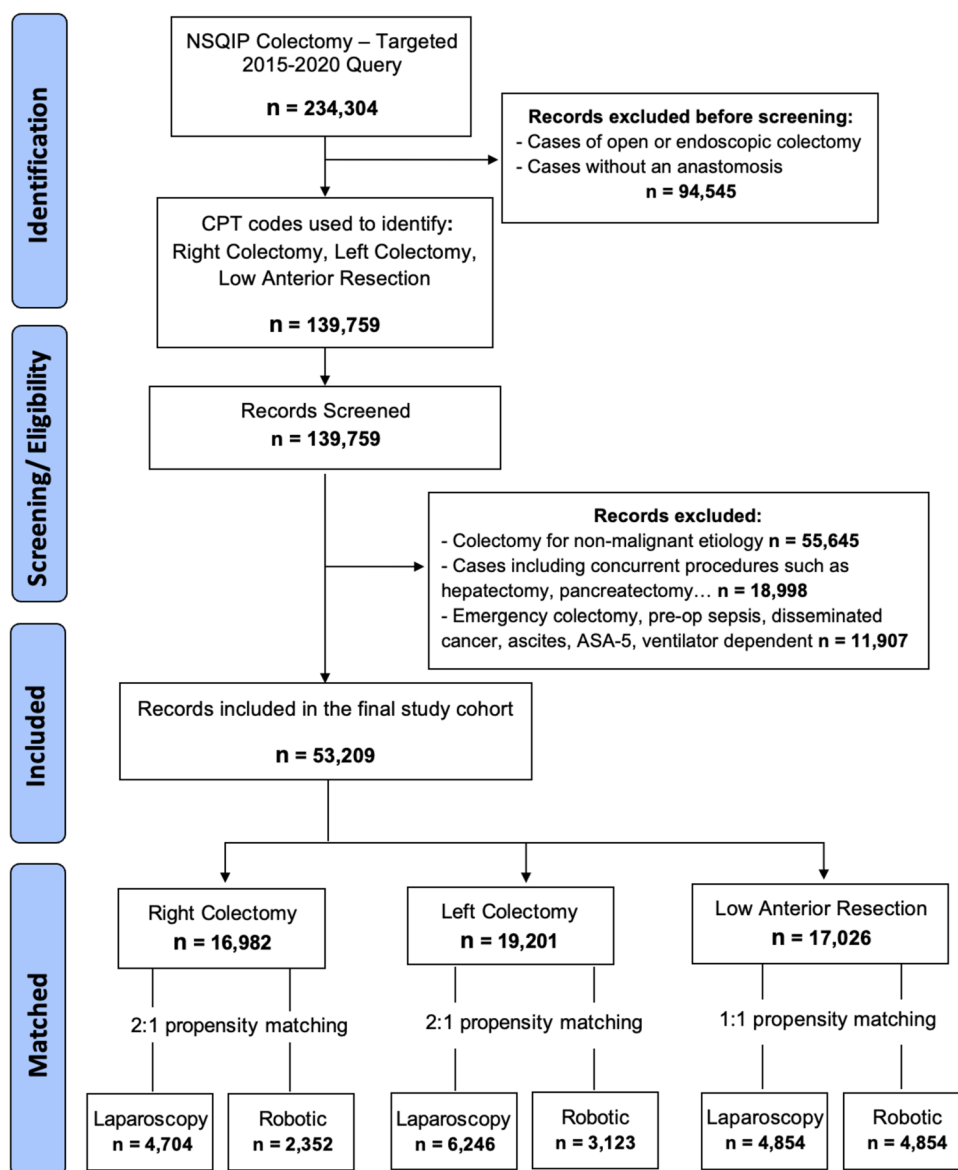 NSQIP Colectomy – Targeted
2015-2020 Query
n = 234,304
Identification
Records excluded before screening:
- Cases of open or endoscopic colectomy
- Cases without an anastomosis
n = 94,545
CPT codes used to identify:
Right Colectomy, Left Colectomy,
Low Anterior Resection
n = 139,759
Screening/ Eligibility
Records Screened
n = 139,759
Records excluded:
- Colectomy for non-malignant etiology n = 55,645
- Cases including concurrent procedures such as
hepatectomy, pancreatectomy… n = 18,998
- Emergency colectomy, pre-op sepsis, disseminated
cancer, ascites, ASA-5, ventilator dependent n = 11,907
Included
Records included in the final study cohort
n = 53,209
Matched
Right Colectomy
n = 16,982
Left Colectomy
n = 19,201
Low Anterior Resection
n = 17,026
2:1 propensity matching
2:1 propensity matching
1:1 propensity matching
Laparoscopy
n = 4,704
Robotic
n = 2,352
Laparoscopy
n = 6,246
Robotic
n = 3,123
Laparoscopy
n = 4,854
Robotic
n = 4,854